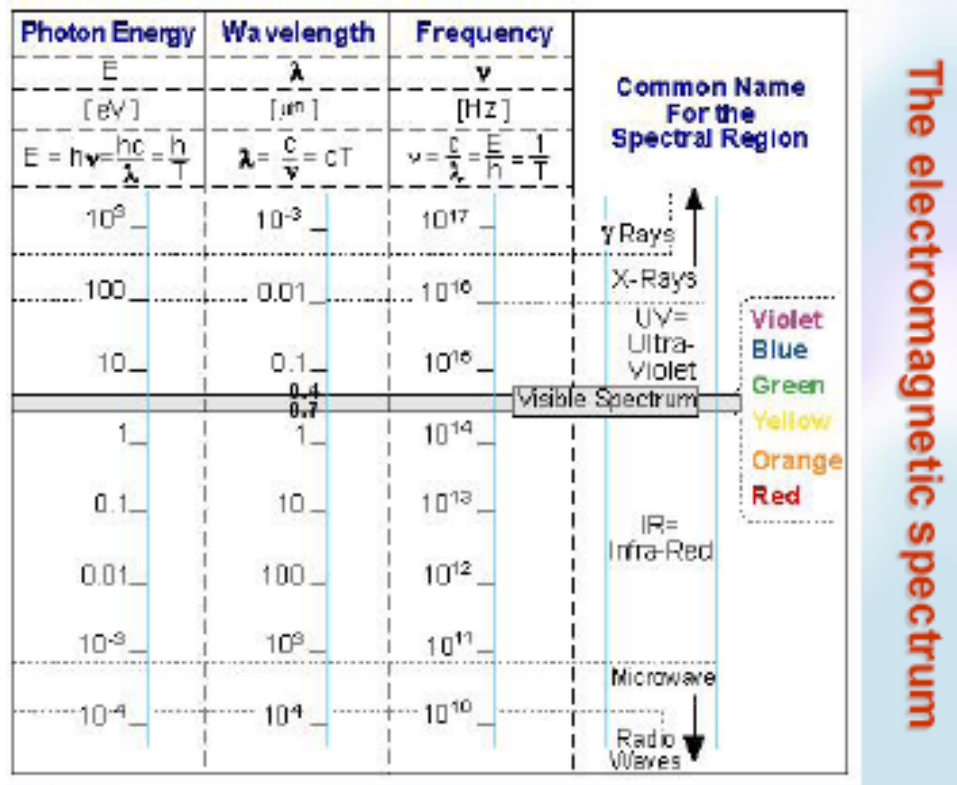 Photon Energy Wavelength Frequency
E λ ν
[eV] [μm] [Hz]
E = hν = hc/λ = h/T λ = c/ν = cT ν = c/λ = E/h = 1/T
Common Name
For the
Spectral Region
10³ 10⁻³ 10¹⁷
γ Rays
X-Rays
100 0.01 10¹⁶
UV=
Ultra-
Violet
10 0.1 10¹⁶
0.4
0.7
Visible Spectrum
Violet
Blue
Green
Yellow
Orange
Red
1 1 10¹⁴
0.1 10 10¹³
IR=
Infra-Red
0.01 100 10¹²
10⁻³ 10³ 10¹¹
Microwave
10⁻⁴ 10⁴ 10¹⁰
Radio
Waves
The electromagnetic spectrum